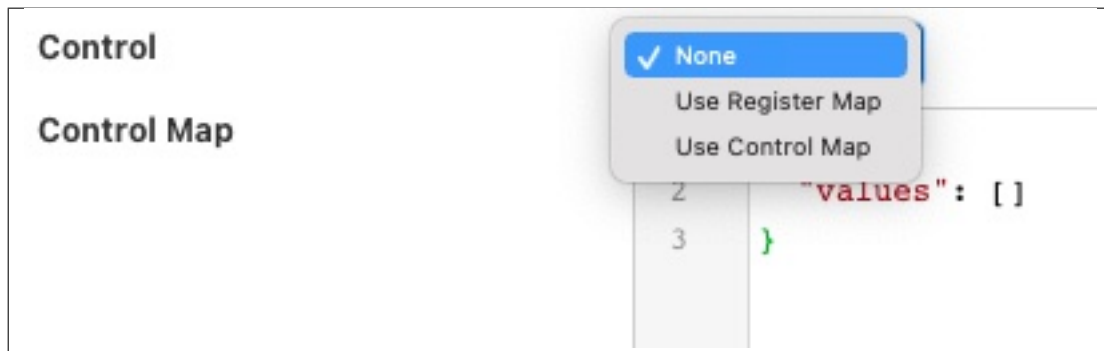 Control
✓ None
Use Register Map
Control Map
Use Control Map
2 "values": []
3 }